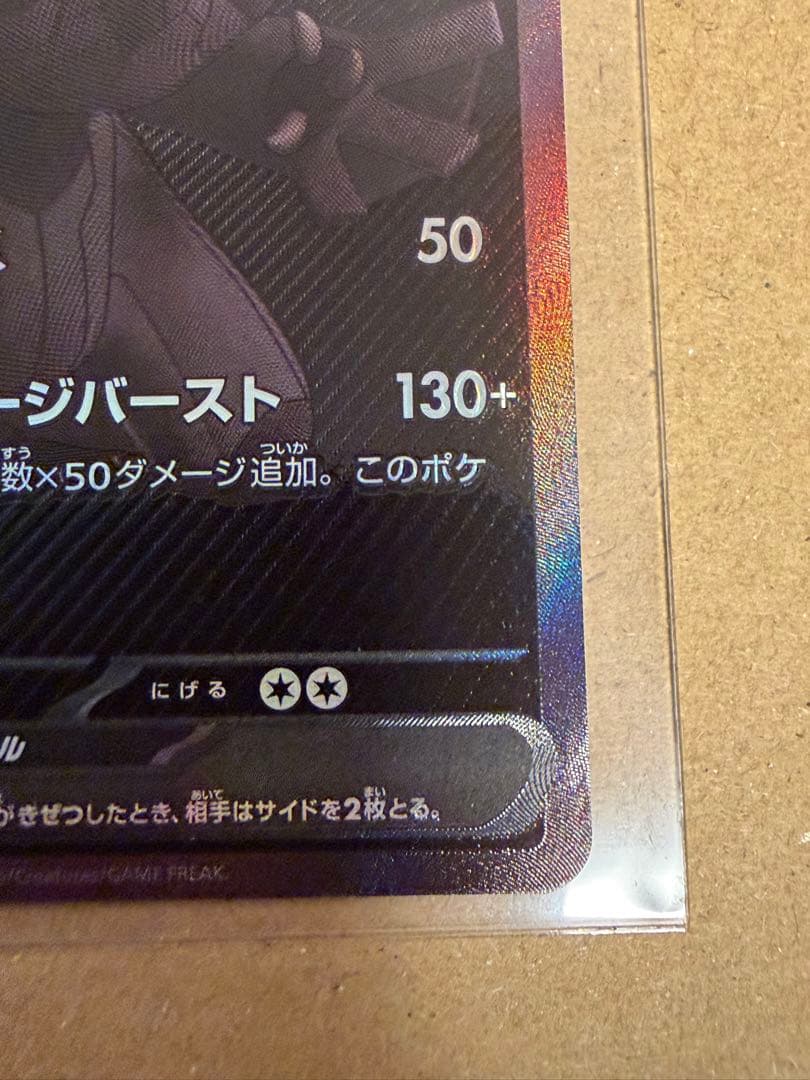 50
ージバースト 130+
すう ついか
数×50ダメージ追加。このポケ
にげる
ル
あいて まい
がきぜつしたとき、相手はサイドを2枚とる。
/Creatures/GAME FREAK.